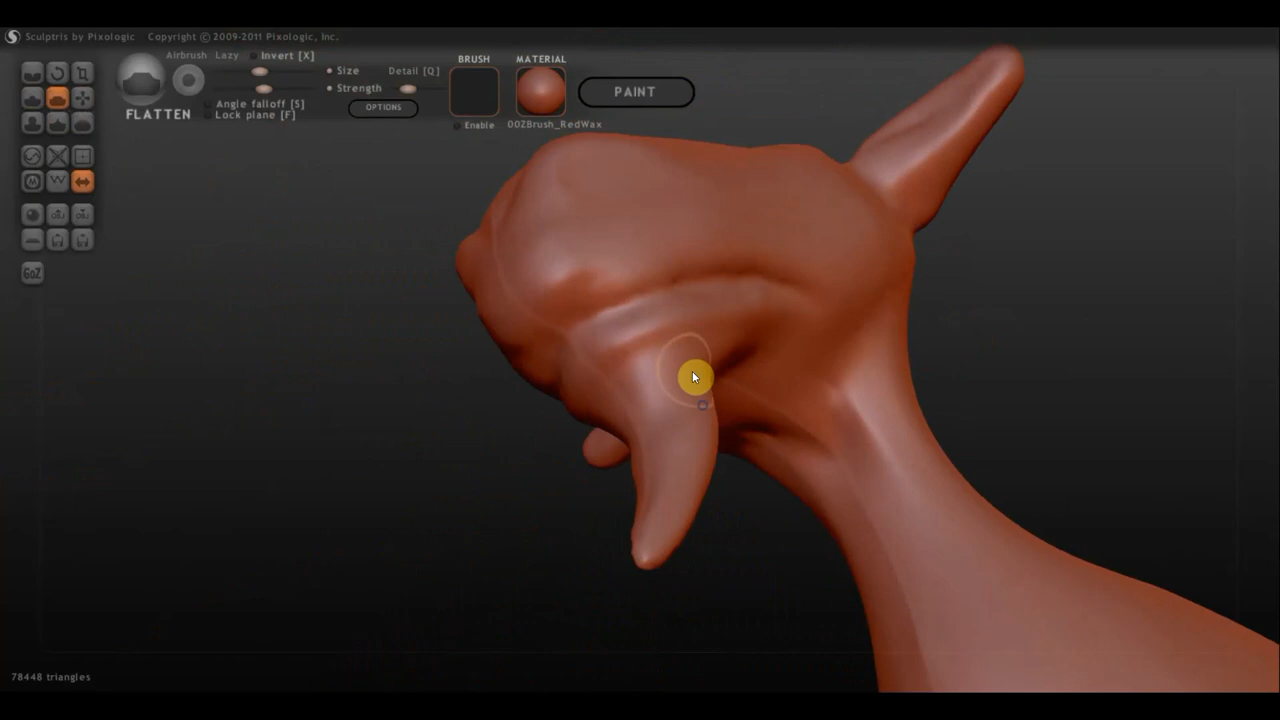 Sculptris by Pixologic Copyright © 2009-2011 Pixologic, Inc.
Airbrush Lazy Invert [X]
Size Detail [Q]
Strength
Angle falloff [S]
Lock plane [F]
FLATTEN
OPTIONS
BRUSH
Enable
MATERIAL
00ZBrush_RedWax
PAINT
GoZ
78448 triangles